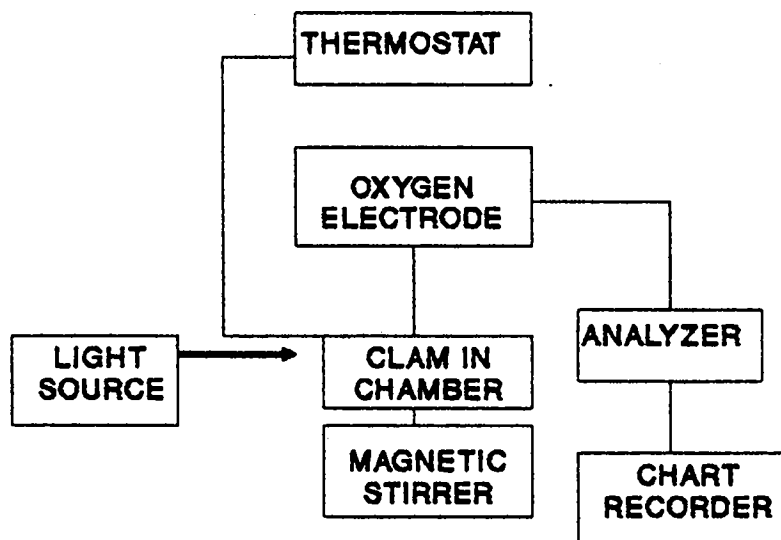 THERMOSTAT
OXYGEN
ELECTRODE
LIGHT
SOURCE
CLAM IN
CHAMBER
ANALYZER
MAGNETIC
STIRRER
CHART
RECORDER